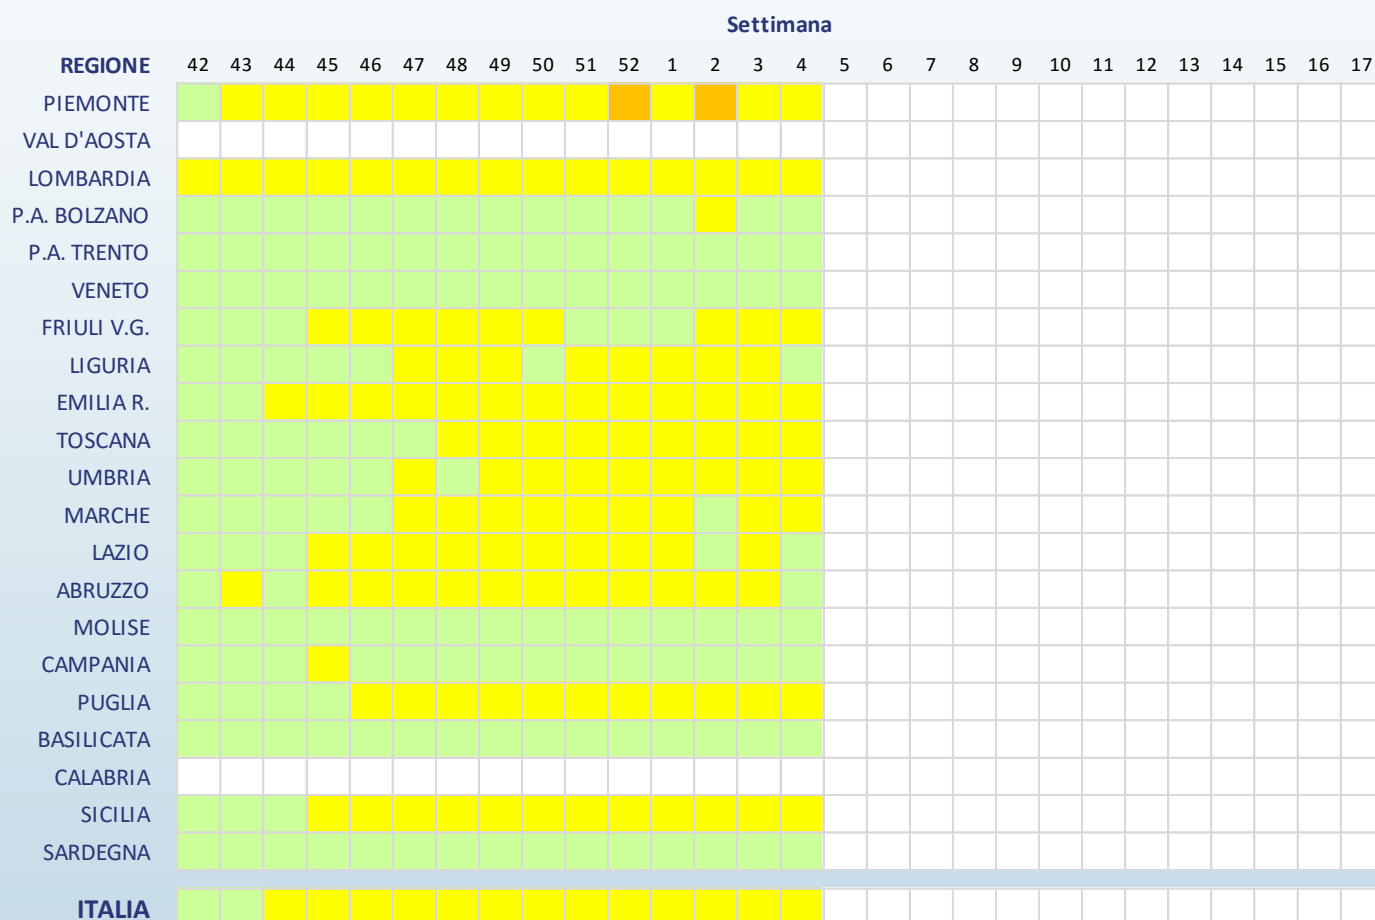 Settimana
REGIONE 42 43 44 45 46 47 48 49 50 51 52 1 2 3 4 5 6 7 8 9 10 11 12 13 14 15 16 17
PIEMONTE
VAL D'AOSTA
LOMBARDIA
P.A. BOLZANO
P.A. TRENTO
VENETO
FRIULI V.G.
LIGURIA
EMILIA R.
TOSCANA
UMBRIA
MARCHE
LAZIO
ABRUZZO
MOLISE
CAMPANIA
PUGLIA
BASILICATA
CALABRIA
SICILIA
SARDEGNA
ITALIA